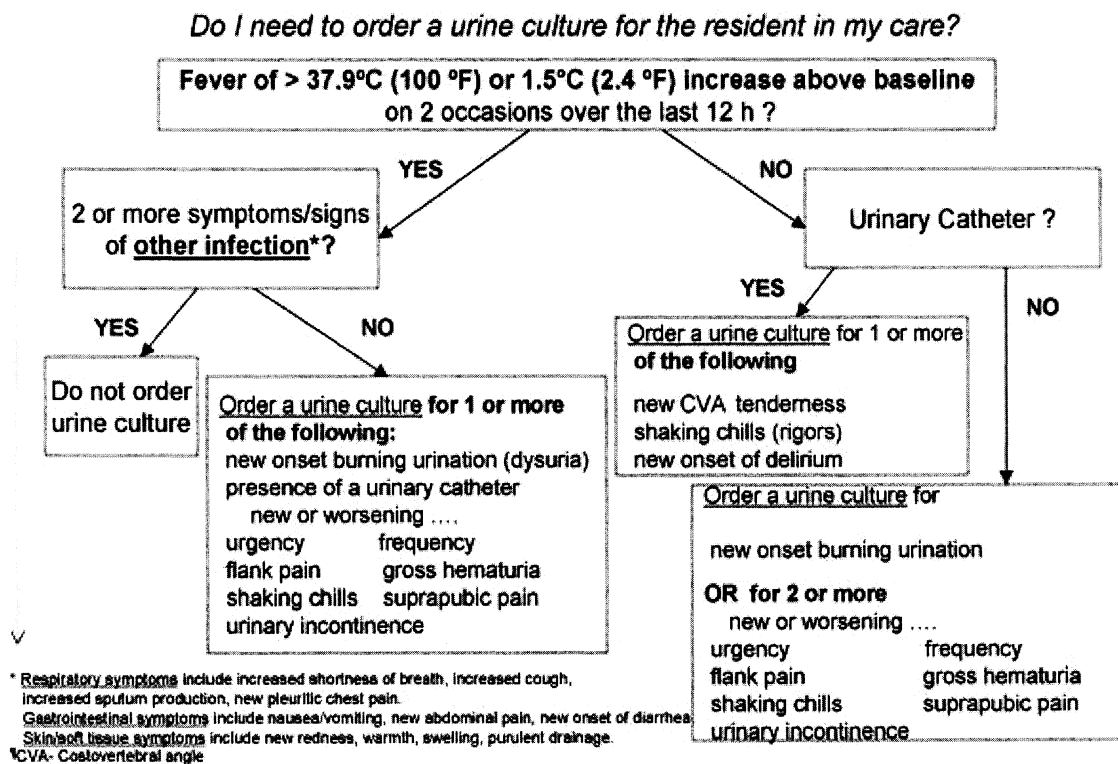 Do I need to order a urine culture for the resident in my care?
Fever of > 37.9ºC (100 ºF) or 1.5°C (2.4 ºF) increase above baseline
on 2 occasions over the last 12 h ?
YES
NO
2 or more symptoms/signs
of other infection*?
Urinary Catheter ?
YES
NO
YES
NO
Do not order
urine culture
Order a urine culture for 1 or more
of the following:
new onset burning urination (dysuria)
presence of a urinary catheter
new or worsening ....
urgency frequency
flank pain gross hematuria
shaking chills suprapubic pain
urinary incontinence
Order a urine culture for 1 or more
of the following
new CVA tenderness
shaking chills (rigors)
new onset of delirium
Order a urine culture for
new onset burning urination
OR for 2 or more
new or worsening ....
urgency frequency
flank pain gross hematuria
shaking chills suprapubic pain
urinary incontinence
* Respiratory symptoms include increased shortness of breath, increased cough,
increased sputum production, new pleuritic chest pain.
Gastrointestinal symptoms include nausea/vomiting, new abdominal pain, new onset of diarrhea
Skin/soft tissue symptoms include new redness, warmth, swelling, purulent drainage.
CVA- Costovertebral angle